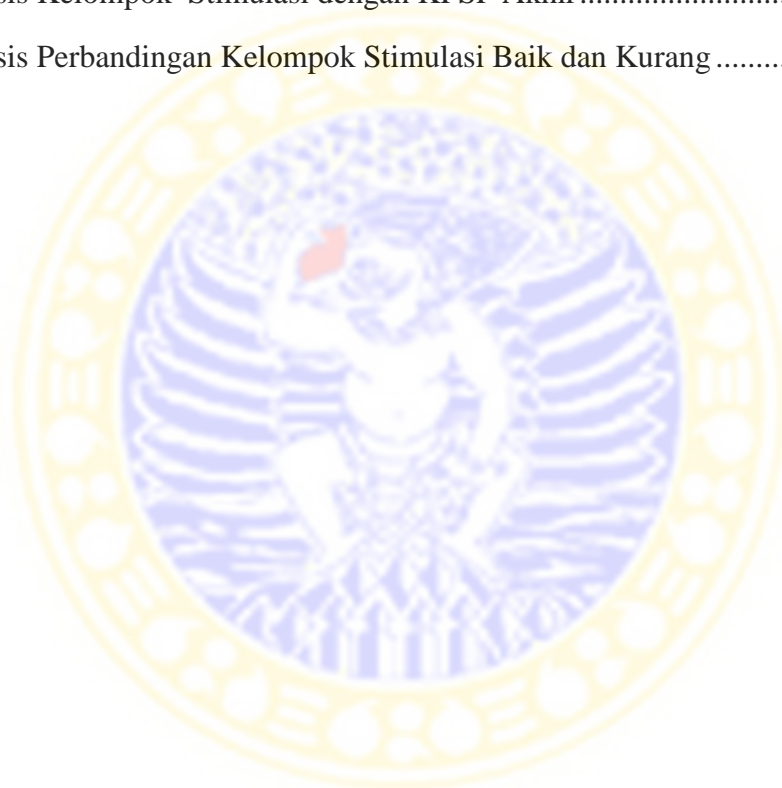 sis Kelompok Stimulasi dengan KPSP Akhir ........................
sis Perbandingan Kelompok Stimulasi Baik dan Kurang .........